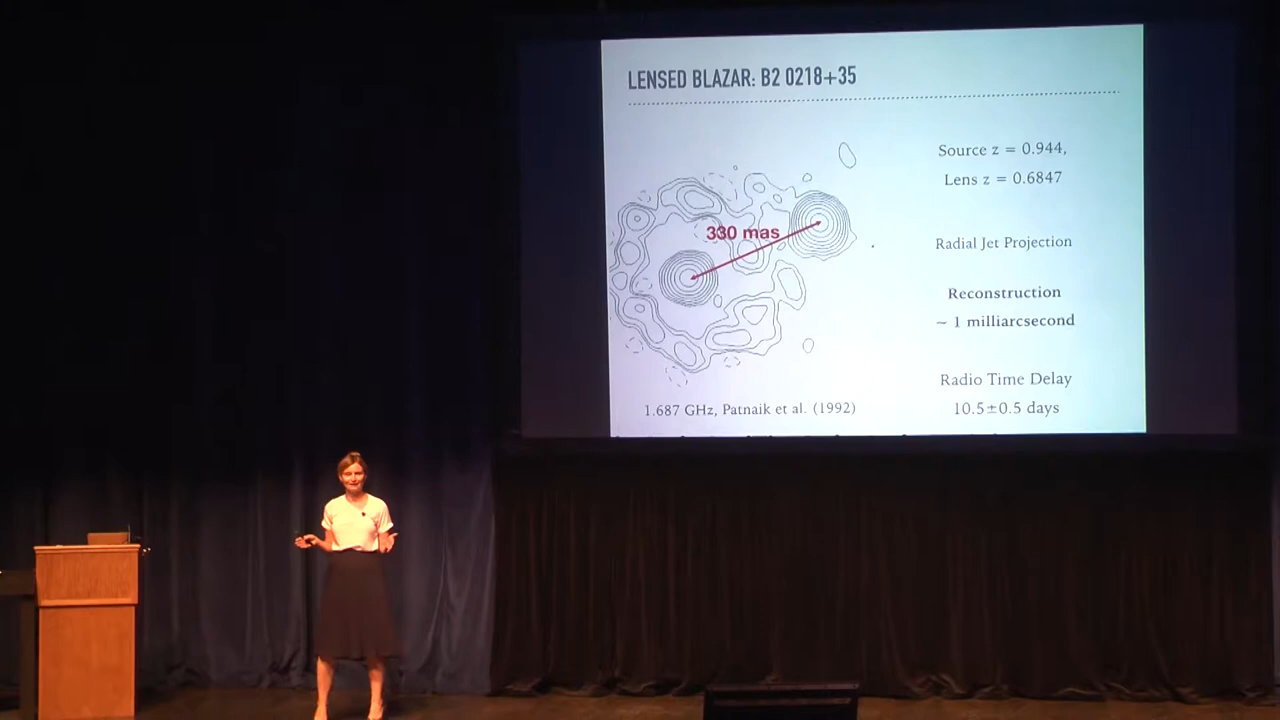 LENSED BLAZAR: B2 0218+35
Source z = 0.944,
Lens z = 0.6847
330 mas
Radial Jet Projection
Reconstruction
~ 1 milliarcsecond
Radio Time Delay
10.5±0.5 days
1.687 GHz, Patnaik et al. (1992)